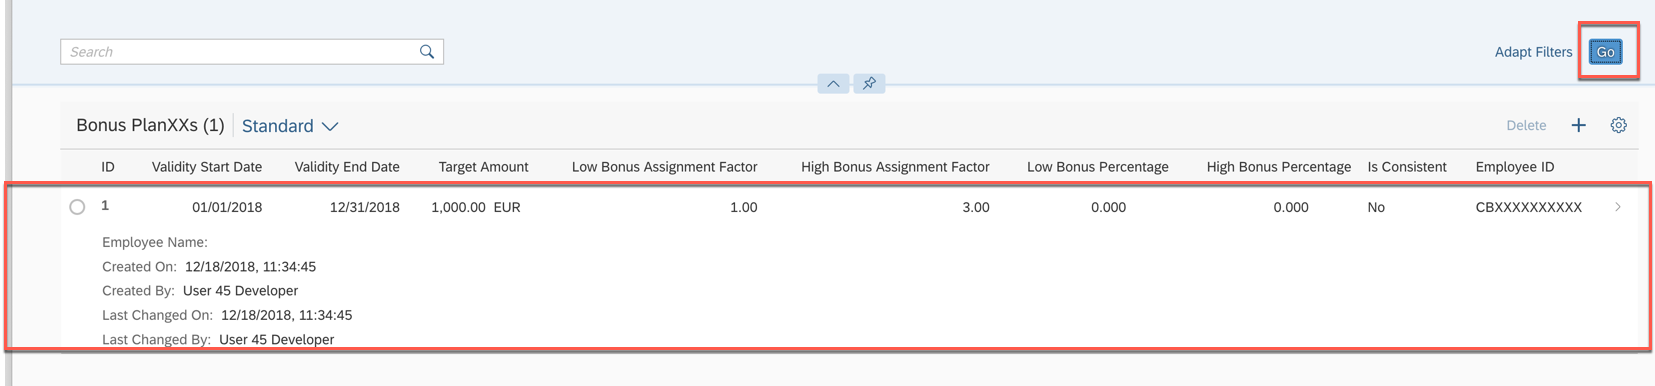 Search
Adapt Filters Go
Bonus PlanXXs (1) Standard
Delete
ID Validity Start Date Validity End Date Target Amount Low Bonus Assignment Factor High Bonus Assignment Factor Low Bonus Percentage High Bonus Percentage Is Consistent Employee ID
1 01/01/2018 12/31/2018 1,000.00 EUR 1.00 3.00 0.000 0.000 No CBXXXXXXXXXX
Employee Name:
Created On: 12/18/2018, 11:34:45
Created By: User 45 Developer
Last Changed On: 12/18/2018, 11:34:45
Last Changed By: User 45 Developer